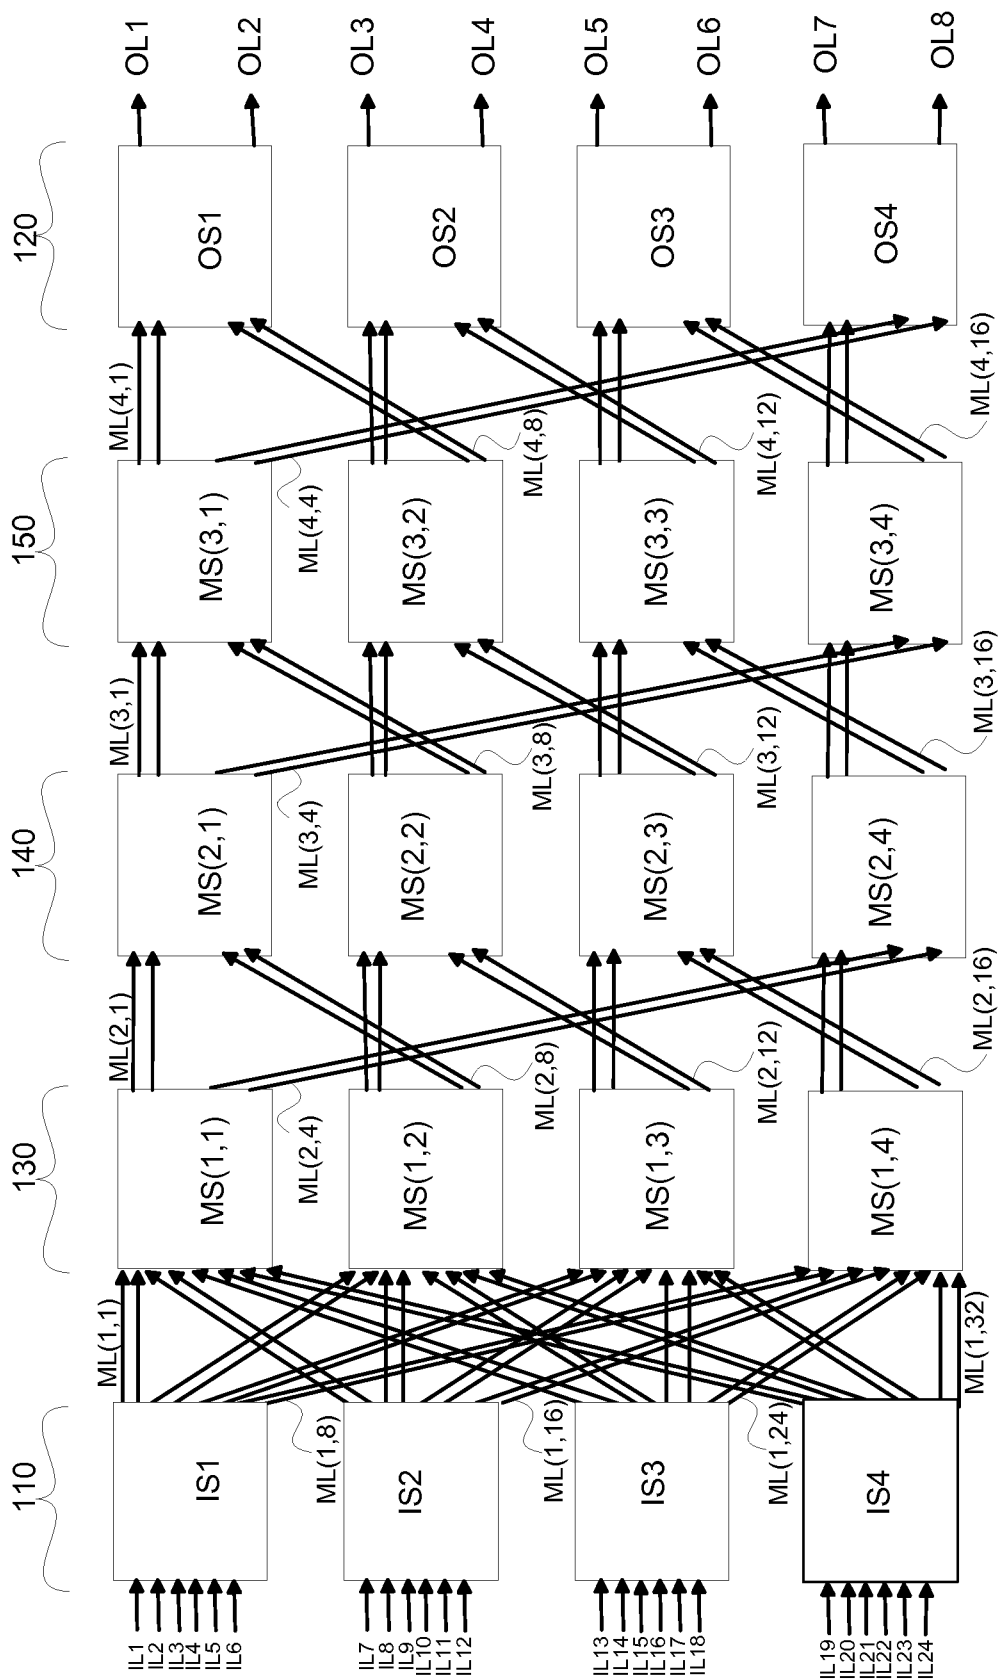 OL1
OL2
OL3
OL4
OL5
OL6
OL7
OL8
120
OS1
OS2
OS3
OS4
ML(4,1)
ML(4,4)
ML(4,8)
ML(4,12)
ML(4,16)
150
MS(3,1)
MS(3,2)
MS(3,3)
MS(3,4)
ML(3,1)
ML(3,4)
ML(3,8)
ML(3,12)
ML(3,16)
140
MS(2,1)
MS(2,2)
MS(2,3)
MS(2,4)
ML(2,1)
ML(2,4)
ML(2,8)
ML(2,12)
ML(2,16)
130
MS(1,1)
MS(1,2)
MS(1,3)
MS(1,4)
ML(1,1)
ML(1,8)
ML(1,16)
ML(1,24)
ML(1,32)
110
IS1
IS2
IS3
IS4
IL1
IL2
IL3
IL4
IL5
IL6
IL7
IL8
IL9
IL10
IL11
IL12
IL13
IL14
IL15
IL16
IL17
IL18
IL19
IL20
IL21
IL22
IL23
IL24